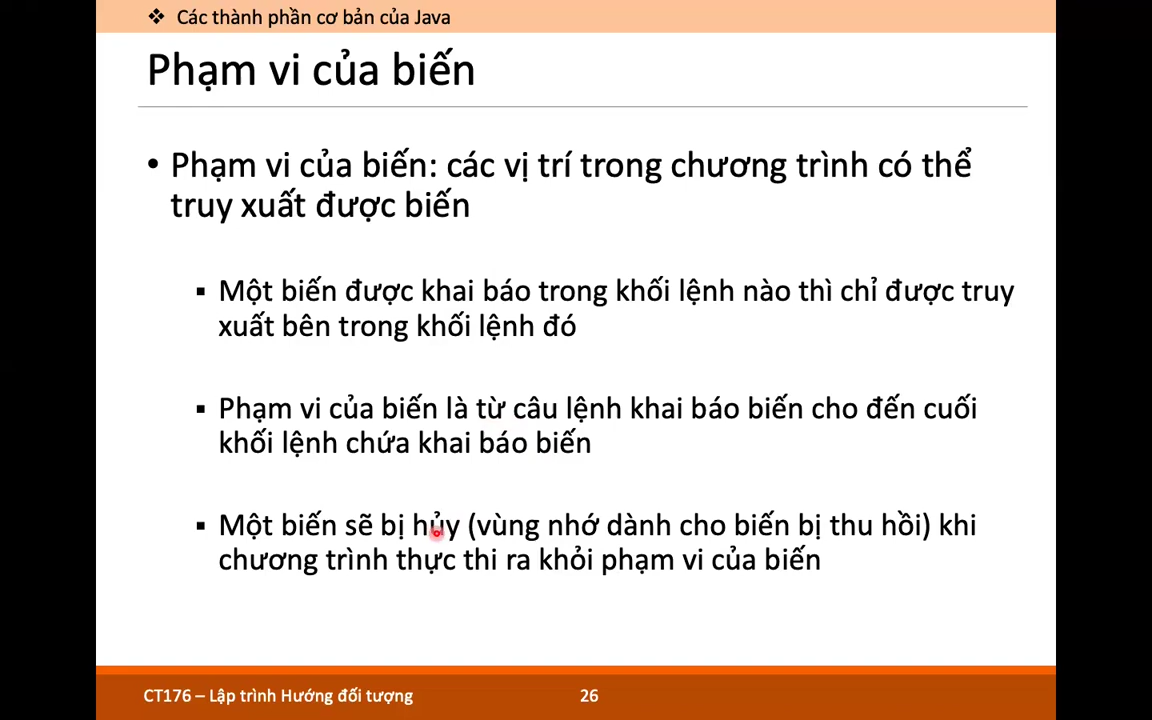 ❖ Các thành phần cơ bản của Java
Phạm vi của biến
• Phạm vi của biến: các vị trí trong chương trình có thể
truy xuất được biến
▪ Một biến được khai báo trong khối lệnh nào thì chỉ được truy
xuất bên trong khối lệnh đó
▪ Phạm vi của biến là từ câu lệnh khai báo biến cho đến cuối
khối lệnh chứa khai báo biến
▪ Một biến sẽ bị hủy (vùng nhớ dành cho biến bị thu hồi) khi
chương trình thực thi ra khỏi phạm vi của biến
CT176 – Lập trình Hướng đối tượng
26